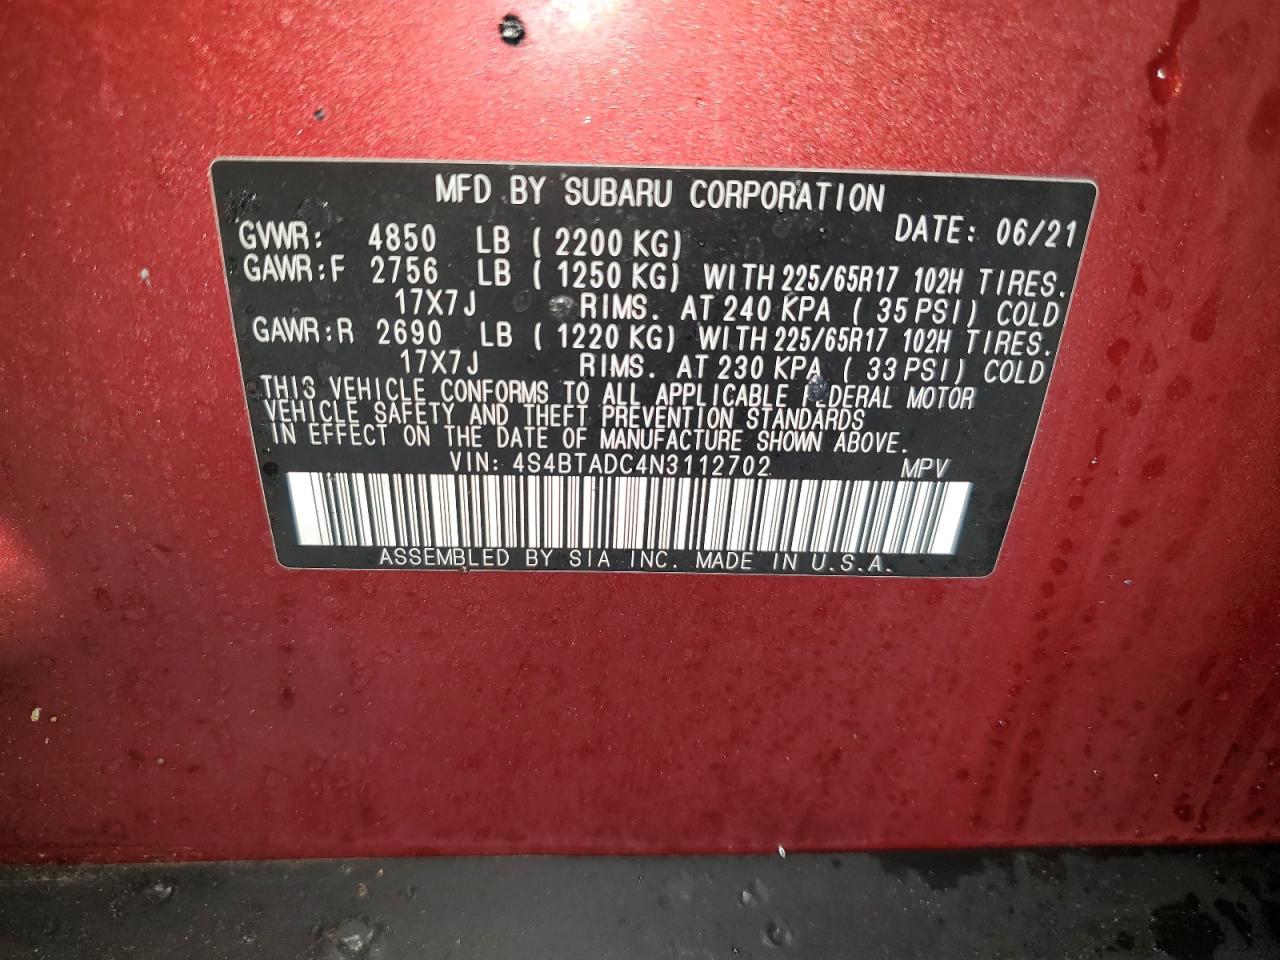 MFD BY SUBARU CORPORATION
DATE: 06/21
GVWR: 4850 LB ( 2200 KG)
GAWR:F 2756 LB ( 1250 KG) WITH 225/65R17 102H TIRES.
17X7J RIMS. AT 240 KPA ( 35 PSI) COLD
GAWR:R 2690 LB ( 1220 KG) WITH 225/65R17 102H TIRES.
17X7J RIMS. AT 230 KPA ( 33 PSI) COLD
THIS VEHICLE CONFORMS TO ALL APPLICABLE FEDERAL MOTOR
VEHICLE SAFETY AND THEFT PREVENTION STANDARDS
IN EFFECT ON THE DATE OF MANUFACTURE SHOWN ABOVE.
VIN: 4S4BTADC4N3112702 MPV
ASSEMBLED BY SIA INC. MADE IN U.S.A.